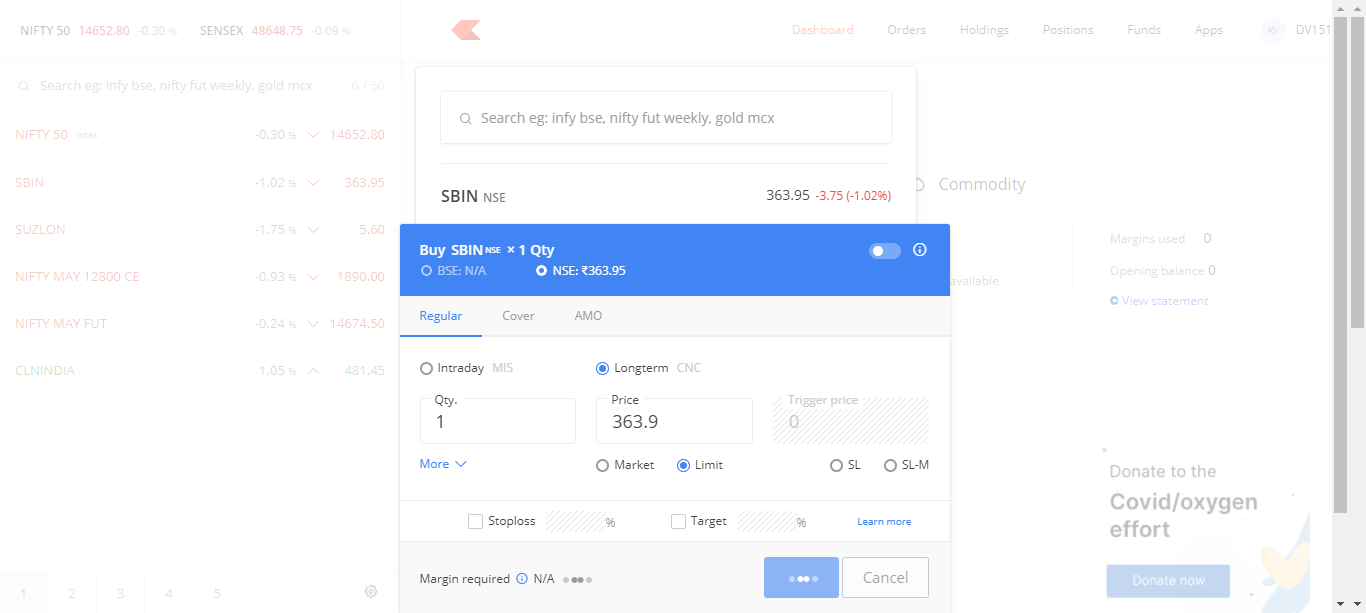 NIFTY 50 14652.80 -0.30 % SENSEX 48648.75 -0.09 %
Dashboard Orders Holdings Positions Funds Apps KV DV151
Search eg: infy bse, nifty fut weekly, gold mcx 6 / 50
NIFTY 50 INDEX -0.30 % 14652.80
SBIN -1.02 % 363.95
SUZLON -1.75 % 5.60
NIFTY MAY 12800 CE -0.93 % 1890.00
NIFTY MAY FUT -0.24 % 14674.50
CLNINDIA 1.05 % 481.45
1 2 3 4 5
Search eg: infy bse, nifty fut weekly, gold mcx
SBIN NSE 363.95 -3.75 (-1.02%)
Buy SBIN NSE × 1 Qty
BSE: N/A NSE: ₹363.95
Regular Cover AMO
Intraday MIS Longterm CNC
Qty. Price Trigger price
1 363.9 0
More Market Limit SL SL-M
Stoploss % Target % Learn more
Margin required N/A Cancel
Commodity
Margins used 0
available Opening balance 0
View statement
Donate to the
Covid/oxygen
effort
Donate now